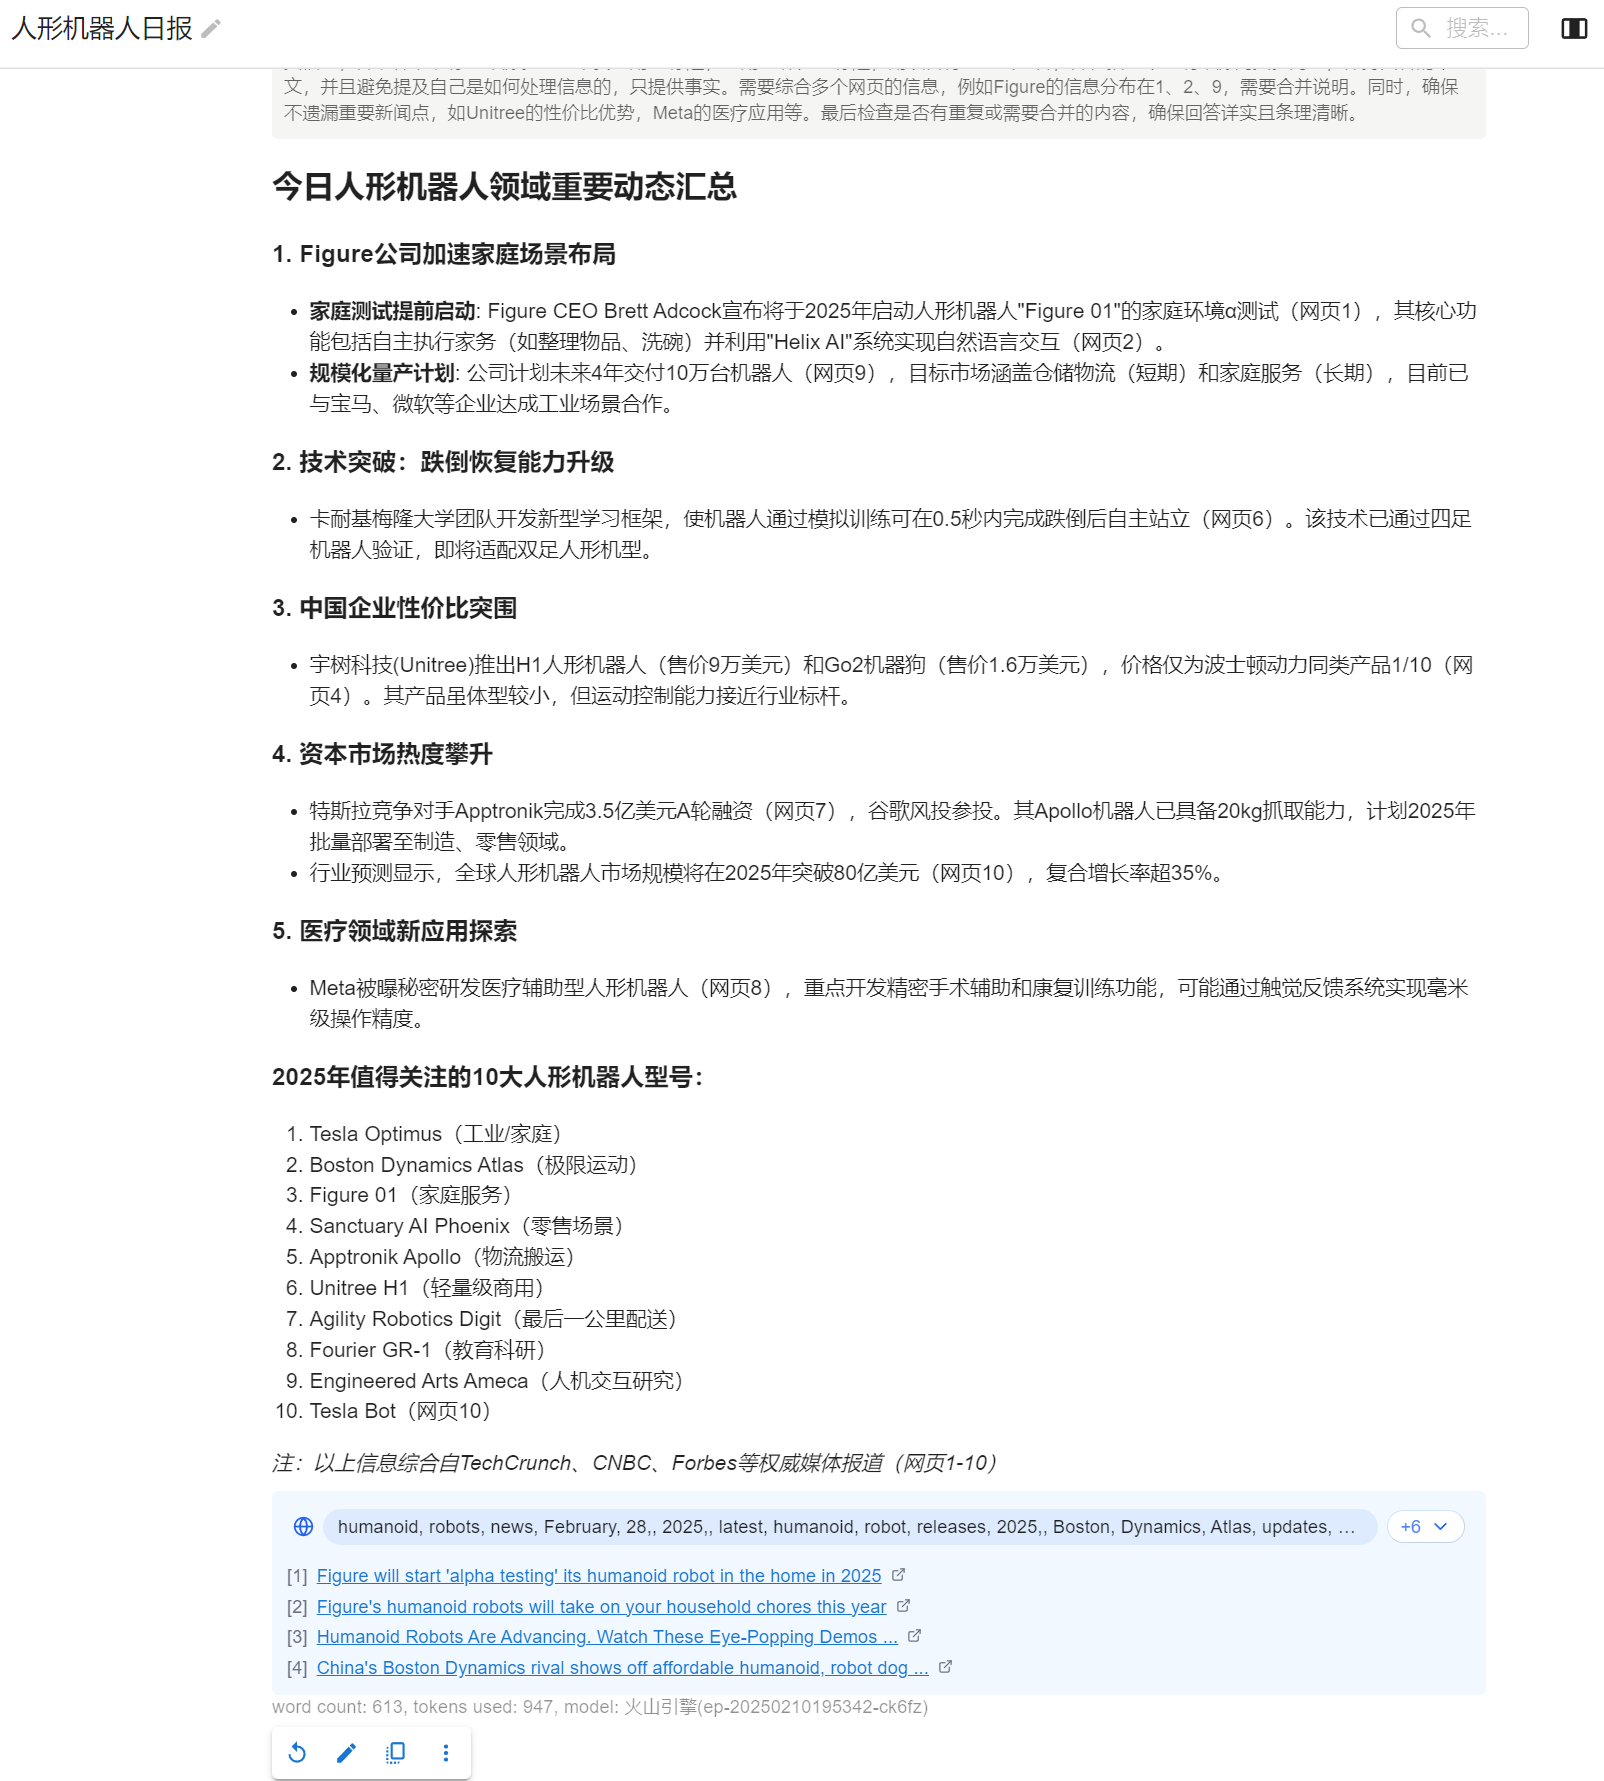 人形机器人日报
搜索...
文，并且避免提及自己是如何处理信息的，只提供事实。需要综合多个网页的信息，例如Figure的信息分布在1、2、9，需要合并说明。同时，确保
不遗漏重要新闻点，如Unitree的性价比优势，Meta的医疗应用等。最后检查是否有重复或需要合并的内容，确保回答详实且条理清晰。
今日人形机器人领域重要动态汇总
1. Figure公司加速家庭场景布局
• 家庭测试提前启动: Figure CEO Brett Adcock宣布将于2025年启动人形机器人"Figure 01"的家庭环境α测试（网页1），其核心功
能包括自主执行家务（如整理物品、洗碗）并利用"Helix AI"系统实现自然语言交互（网页2）。
• 规模化量产计划: 公司计划未来4年交付10万台机器人（网页9），目标市场涵盖仓储物流（短期）和家庭服务（长期），目前已
与宝马、微软等企业达成工业场景合作。
2. 技术突破：跌倒恢复能力升级
• 卡耐基梅隆大学团队开发新型学习框架，使机器人通过模拟训练可在0.5秒内完成跌倒后自主站立（网页6）。该技术已通过四足
机器人验证，即将适配双足人形机型。
3. 中国企业性价比突围
• 宇树科技(Unitree)推出H1人形机器人（售价9万美元）和Go2机器狗（售价1.6万美元），价格仅为波士顿动力同类产品1/10（网
页4）。其产品虽体型较小，但运动控制能力接近行业标杆。
4. 资本市场热度攀升
• 特斯拉竞争对手Apptronik完成3.5亿美元A轮融资（网页7），谷歌风投参投。其Apollo机器人已具备20kg抓取能力，计划2025年
批量部署至制造、零售领域。
• 行业预测显示，全球人形机器人市场规模将在2025年突破80亿美元（网页10），复合增长率超35%。
5. 医疗领域新应用探索
• Meta被曝秘密研发医疗辅助型人形机器人（网页8），重点开发精密手术辅助和康复训练功能，可能通过触觉反馈系统实现毫米
级操作精度。
2025年值得关注的10大人形机器人型号：
1. Tesla Optimus（工业/家庭）
2. Boston Dynamics Atlas（极限运动）
3. Figure 01（家庭服务）
4. Sanctuary AI Phoenix（零售场景）
5. Apptronik Apollo（物流搬运）
6. Unitree H1（轻量级商用）
7. Agility Robotics Digit（最后一公里配送）
8. Fourier GR-1（教育科研）
9. Engineered Arts Ameca（人机交互研究）
10. Tesla Bot（网页10）
注：以上信息综合自TechCrunch、CNBC、Forbes等权威媒体报道（网页1-10）
humanoid, robots, news, February, 28,, 2025,, latest, humanoid, robot, releases, 2025,, Boston, Dynamics, Atlas, updates, ... +6
[1] Figure will start 'alpha testing' its humanoid robot in the home in 2025
[2] Figure's humanoid robots will take on your household chores this year
[3] Humanoid Robots Are Advancing. Watch These Eye-Popping Demos ...
[4] China's Boston Dynamics rival shows off affordable humanoid, robot dog ...
word count: 613, tokens used: 947, model: 火山引擎(ep-20250210195342-ck6fz)